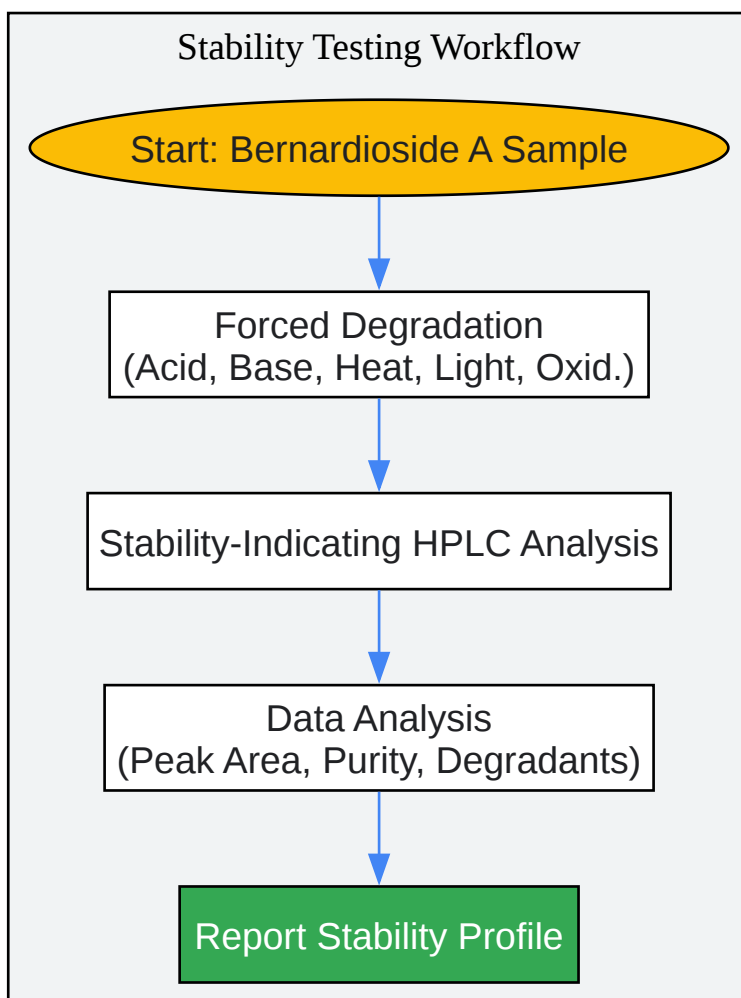 Stability Testing Workflow
Start: Bernardioside A Sample
Forced Degradation
(Acid, Base, Heat, Light, Oxid.)
Stability-Indicating HPLC Analysis
Data Analysis
(Peak Area, Purity, Degradants)
Report Stability Profile